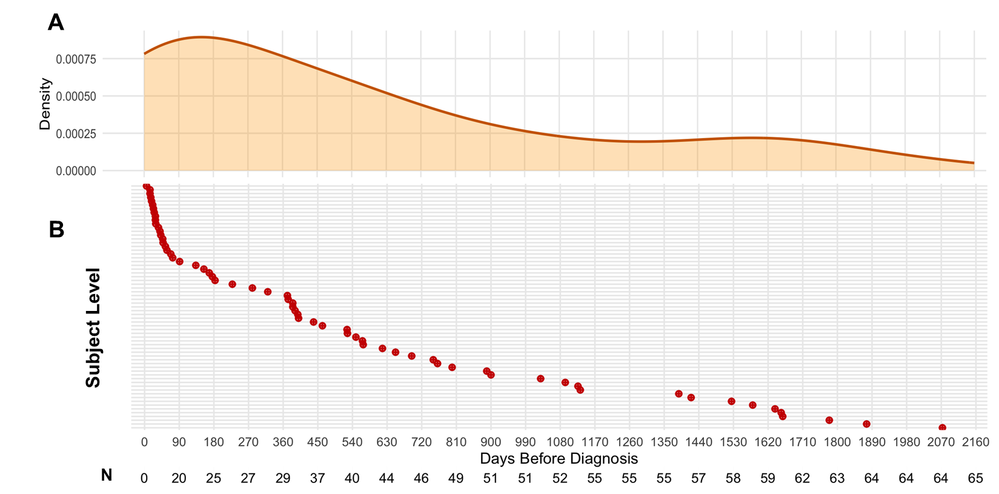 A
0.00075
0.00050
0.00025
0.00000
Density
B
Subject Level
0 90 180 270 360 450 540 630 720 810 900 990 1080 1170 1260 1350 1440 1530 1620 1710 1800 1890 1980 2070 2160
Days Before Diagnosis
N 0 20 25 27 29 37 40 44 46 49 51 51 52 55 55 55 57 58 59 62 63 64 64 64 65